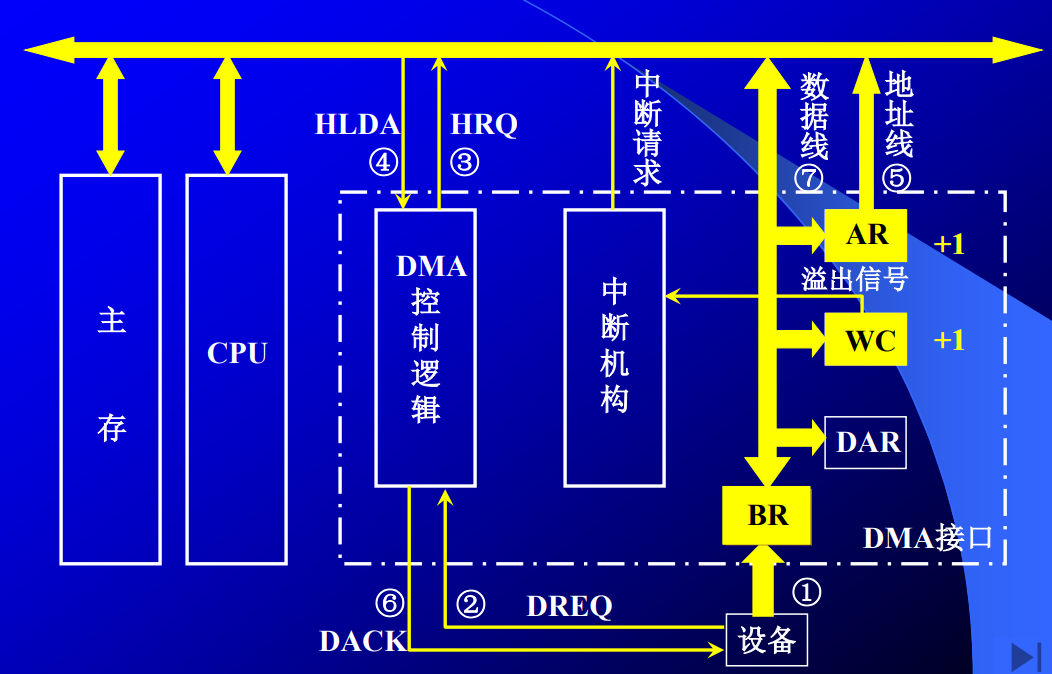 HLDA
④
HRQ
③
中断请求
数据线
⑦
地址线
⑤
主存
CPU
DMA
控制逻辑
中断机构
AR
+1
溢出信号
WC
+1
DAR
BR
DMA接口
⑥
②
DREQ
①
DACK
设备